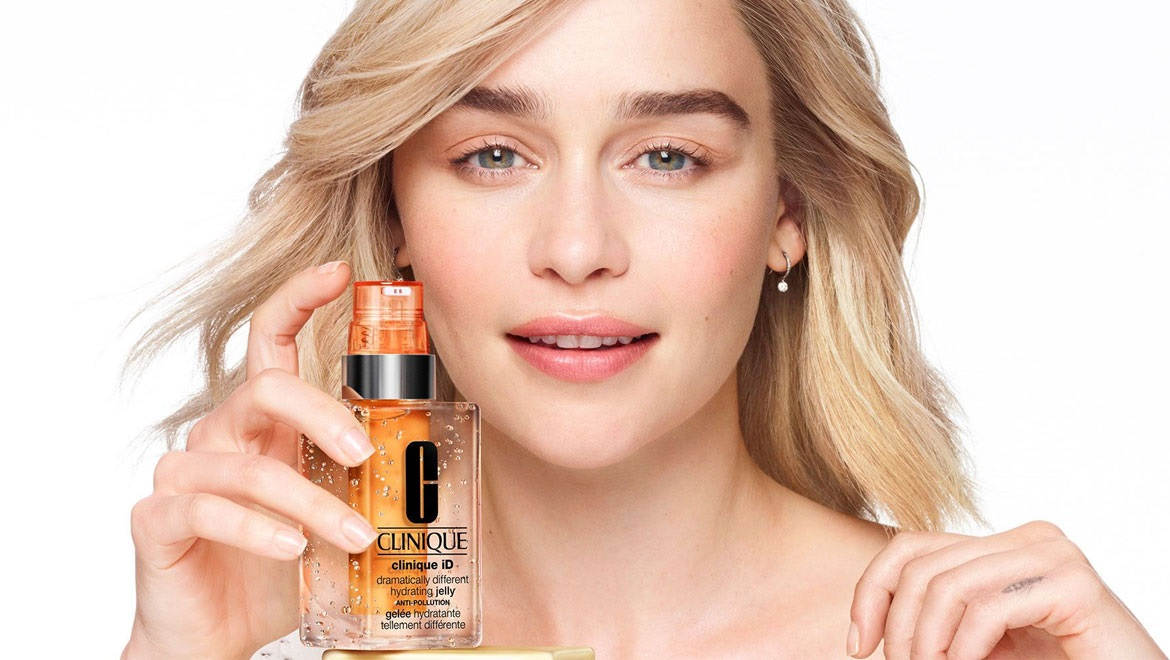 C
CLINIQUE
clinique iD
dramatically different
hydrating jelly
ANTI-POLLUTION
gelée hydratante
tellement différente